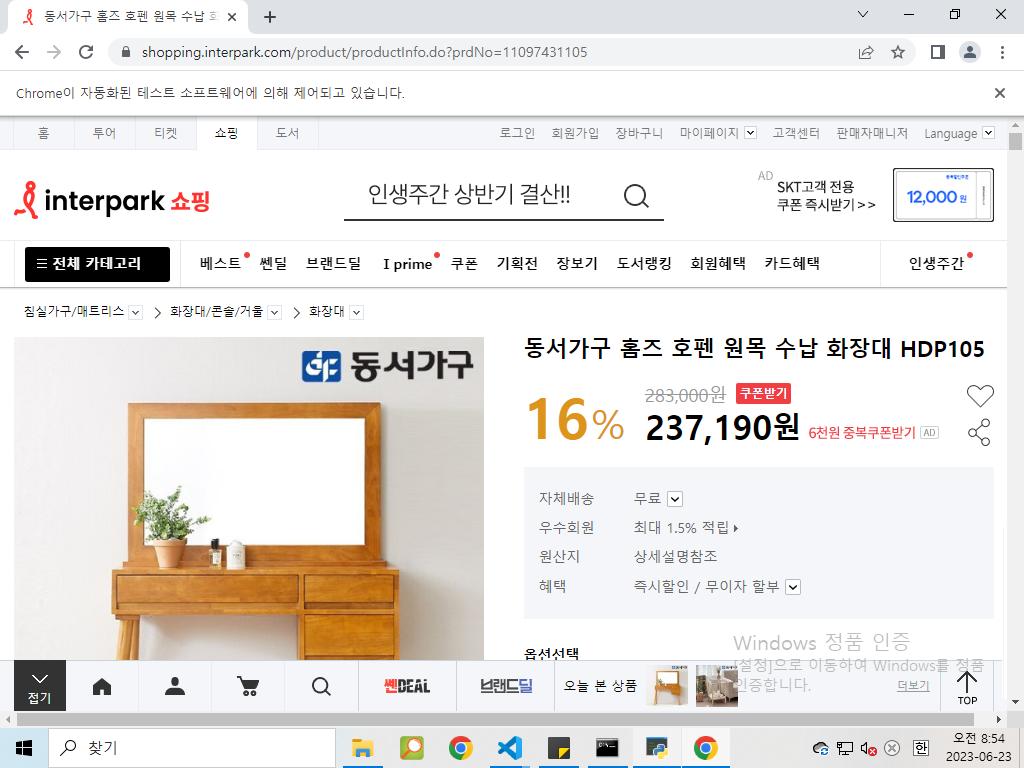 동서가구 홈즈 호펜 원목 수납 화
shopping.interpark.com/product/productInfo.do?prdNo=11097431105
Chrome이 자동화된 테스트 소프트웨어에 의해 제어되고 있습니다.
홈 투어 티켓 쇼핑 도서 로그인 회원가입 장바구니 마이페이지 고객센터 판매자매니저 Language
interpark 쇼핑
인생주간 상반기 결산!!
AD SKT고객 전용
쿠폰 즉시받기>>
12,000원
전체 카테고리 베스트 쎈딜 브랜드딜 I prime 쿠폰 기획전 장보기 도서랭킹 회원혜택 카드혜택 인생주간
침실가구/매트리스 화장대/콘솔/거울 화장대
동서가구
동서가구 홈즈 호펜 원목 수납 화장대 HDP105
16% 283,000원 쿠폰받기
237,190원 6천원 중복쿠폰받기 AD
자체배송 무료
우수회원 최대 1.5% 적립
원산지 상세설명참조
혜택 즉시할인 / 무이자 할부
옵션선택
Windows 정품 인증
[설정]으로 이동하여 Windows를 정품
인증합니다.
접기 쎈DEAL 브랜드딜 오늘 본 상품 더보기 TOP
찾기
한
오전 8:54
2023-06-23